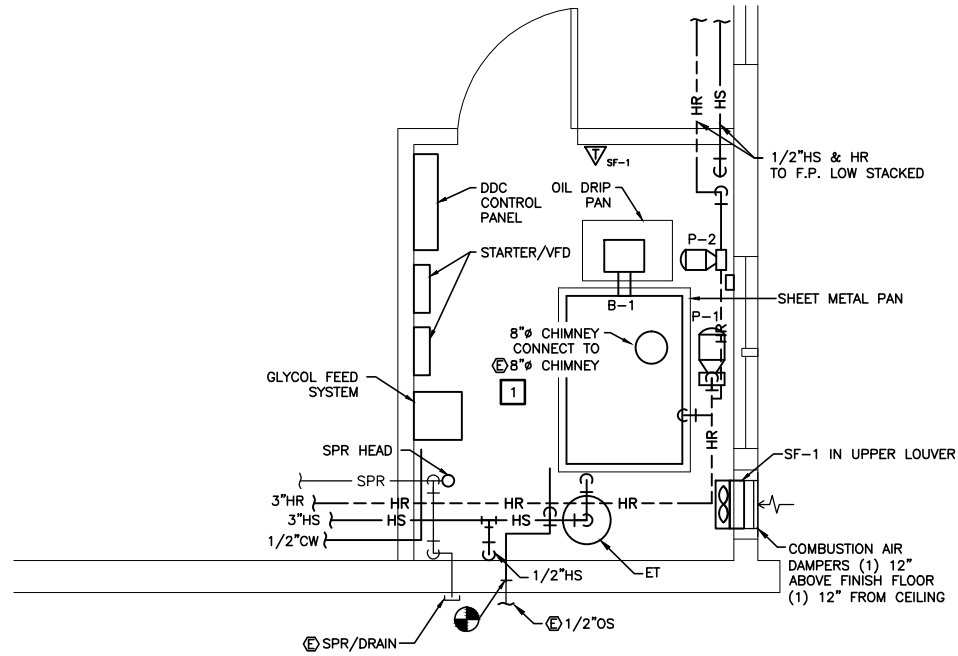 HR
HS
1/2"HS & HR
TO F.P. LOW STACKED
T
SF-1
DDC
CONTROL
PANEL
OIL DRIP
PAN
P-2
STARTER/VFD
B-1
SHEET METAL PAN
P-1
HR
8"ø CHIMNEY
CONNECT TO
E 8"ø CHIMNEY
GLYCOL FEED
SYSTEM
1
HR
SPR HEAD
SF-1 IN UPPER LOUVER
SPR
3"HR HR HR HR
3"HS HS HS
1/2"CW
COMBUSTION AIR
DAMPERS (1) 12"
ABOVE FINISH FLOOR
(1) 12" FROM CEILING
1/2"HS
ET
E SPR/DRAIN
E 1/2"OS